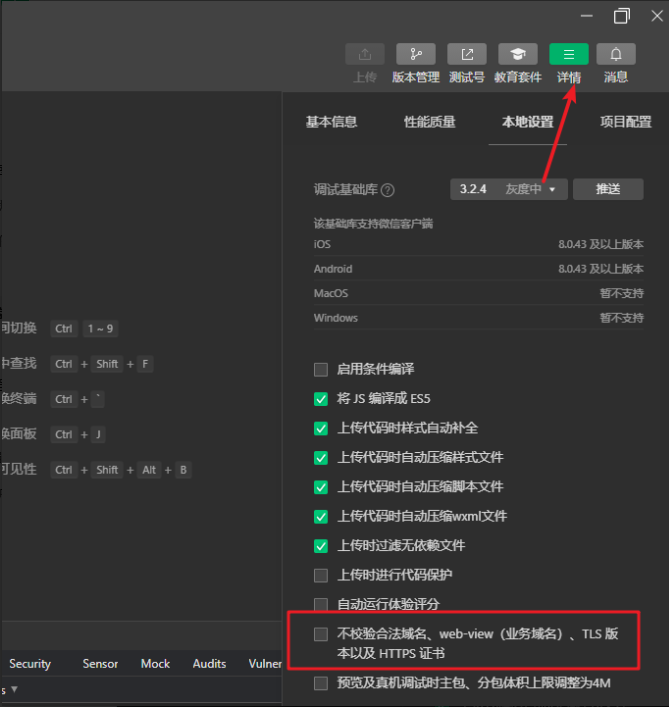 上传 版本管理 测试号 教育套件 详情 消息
基本信息 性能质量 本地设置 项目配置
调试基础库 ? 3.2.4 灰度中 推送
该基础库支持微信客户端
iOS 8.0.43 及以上版本
Android 8.0.43 及以上版本
MacOS 暂不支持
Windows 暂不支持
切换 Ctrl 1 ~ 9
中查找 Ctrl + Shift + F
换终端 Ctrl + `
换面板 Ctrl + J
可见性 Ctrl + Shift + Alt + B
启用条件编译
将 JS 编译成 ES5
上传代码时样式自动补全
上传代码时自动压缩样式文件
上传代码时自动压缩脚本文件
上传代码时自动压缩wxml文件
上传时过滤无依赖文件
上传时进行代码保护
自动运行体验评分
不校验合法域名、web-view（业务域名）、TLS 版
本以及 HTTPS 证书
预览及真机调试时主包、分包体积上限调整为4M
Security Sensor Mock Audits Vulner
s